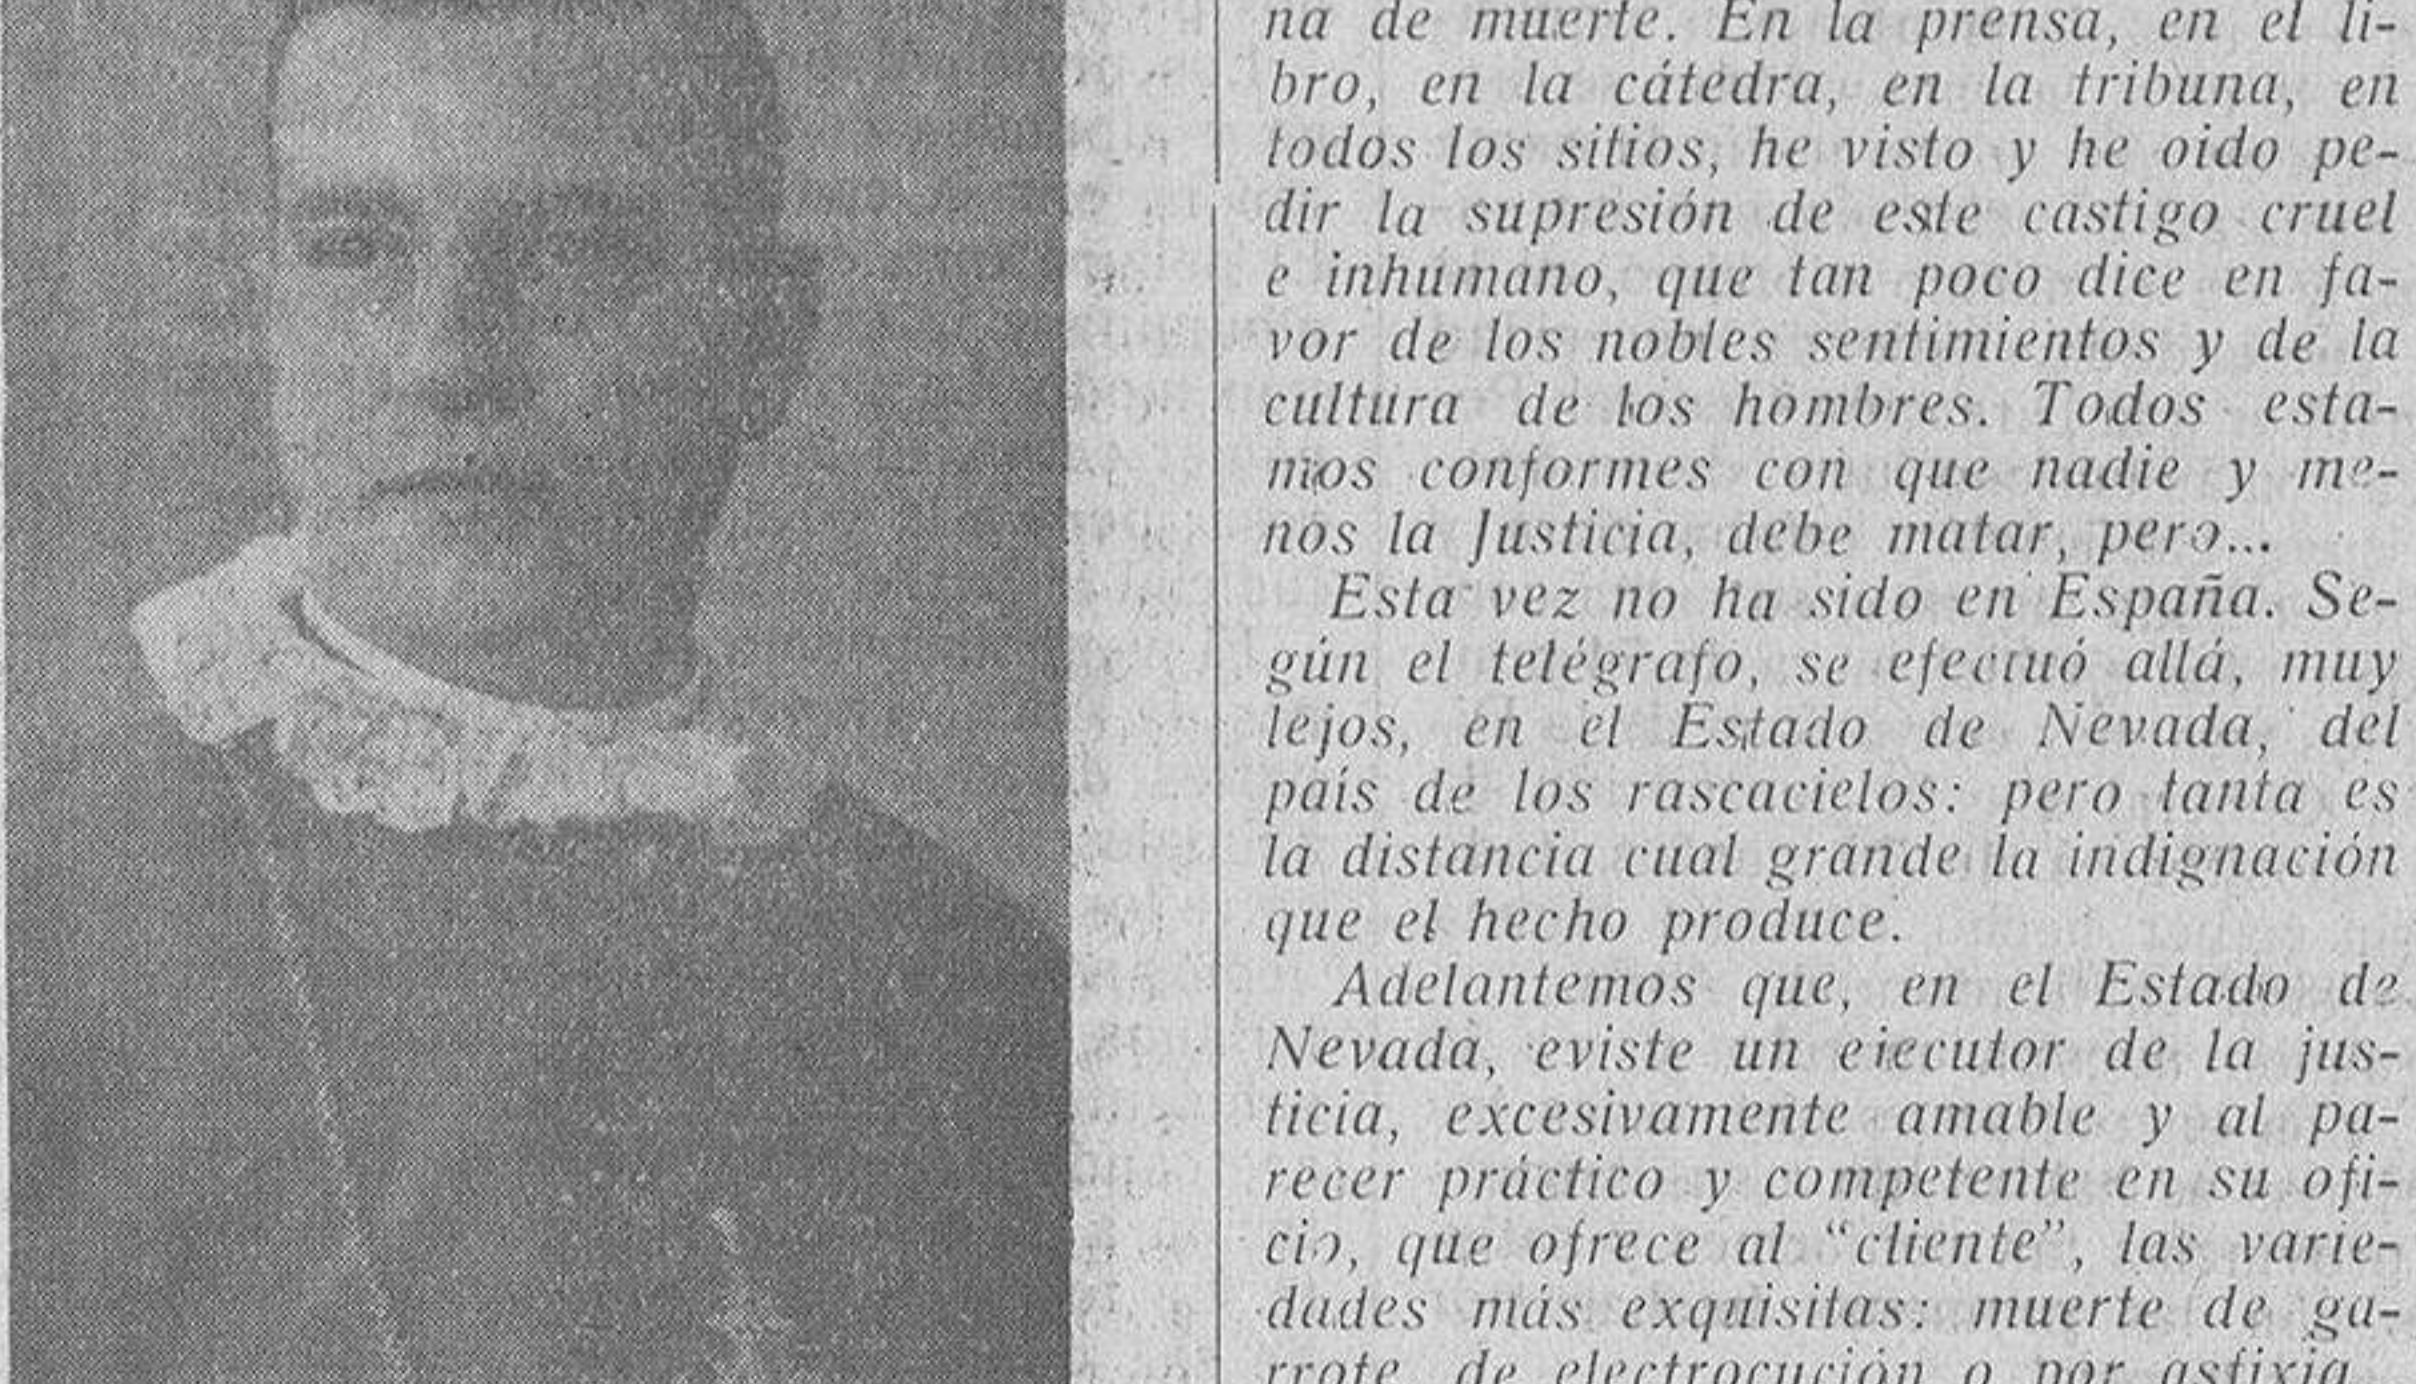 na de muerte. En la prensa, en el li-
bro, en la cátedra, en la tribuna, en
todos los sitios, he visto y he oido pe-
dir la supresión de este castigo cruel
e inhumano, que tan poco dice en fa-
vor de los nobles sentimientos y de la
cultura de los hombres. Todos esta-
mos conformes con que nadie y me-
nos la Justicia, debe matar, pero...
Esta vez no ha sido en España. Se-
gún el telégrafo, se efectuó allá, muy
lejos, en el Estado de Nevada, del
país de los rascacielos: pero tanta es
la distancia cual grande la indignación
que el hecho produce.
Adelantemos que, en el Estado de
Nevada, eviste un eiecutor de la jus-
ticia, excesivamente amable y al pa-
recer práctico y competente en su ofi-
cio, que ofrece al “cliente”, las varie-
dades más exquisitas: muerte de ga-
rrote, de electrocución o por asfixia